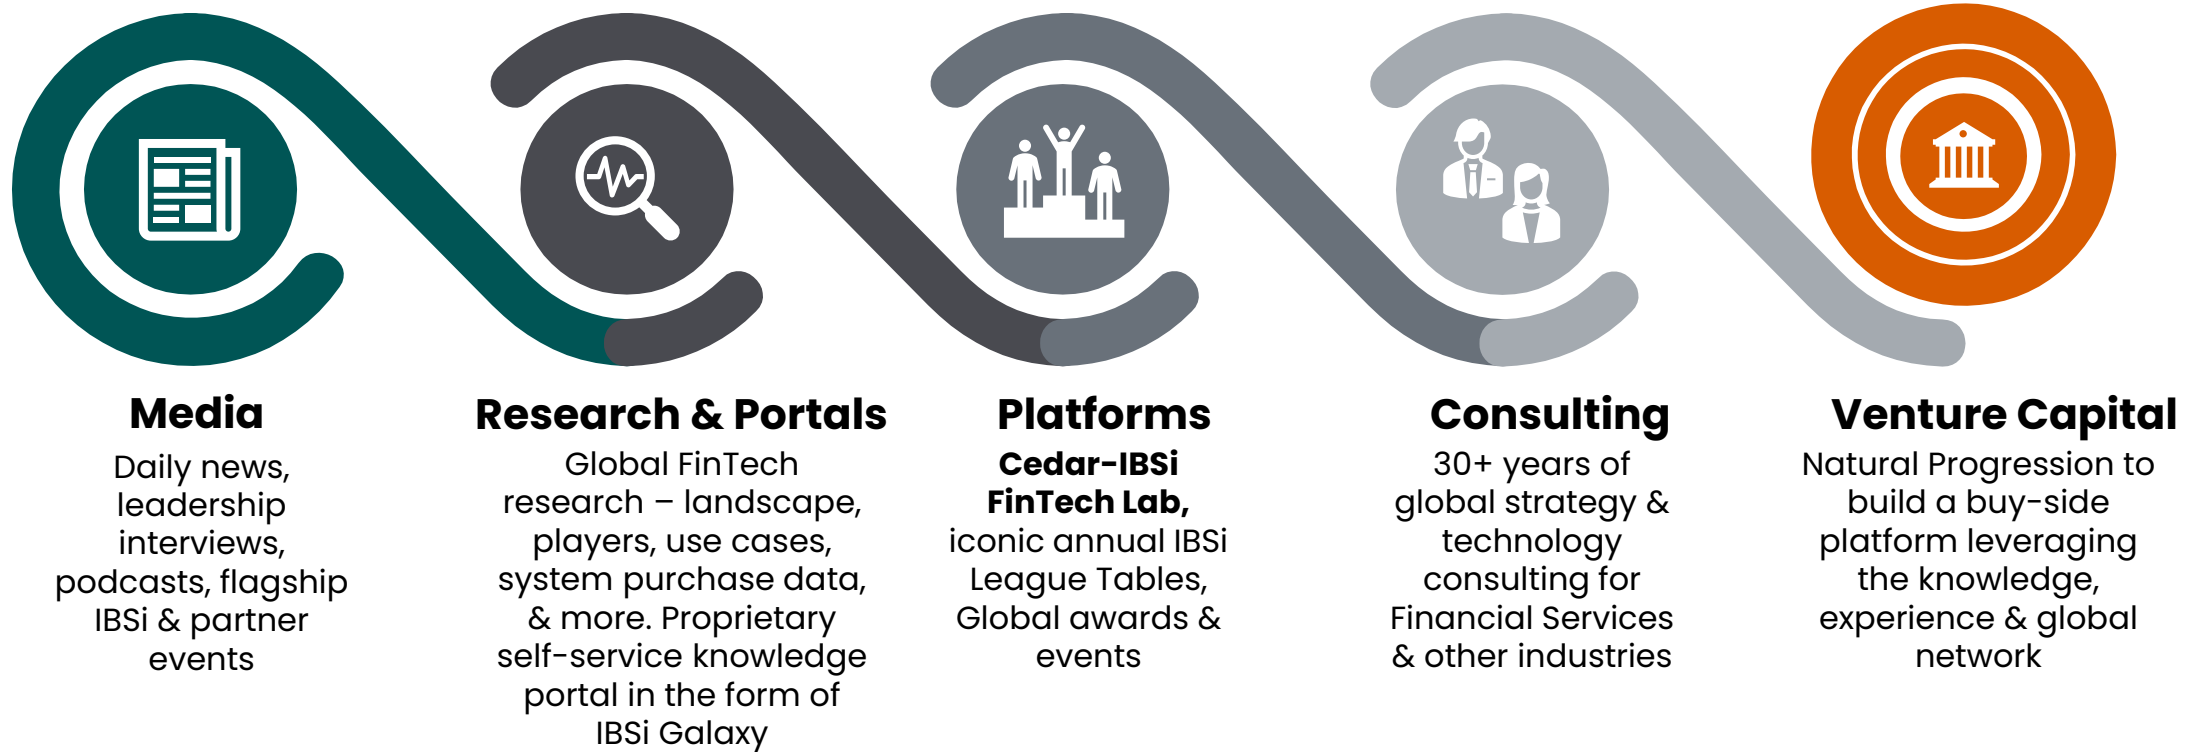 Media
Daily news,
leadership
interviews,
podcasts, flagship
IBSi & partner
events
Research & Portals
Global FinTech
research – landscape,
players, use cases,
system purchase data,
& more. Proprietary
self-service knowledge
portal in the form of
IBSi Galaxy
Platforms
Cedar-IBSi
FinTech Lab,
iconic annual IBSi
League Tables,
Global awards &
events
Consulting
30+ years of
global strategy &
technology
consulting for
Financial Services
& other industries
Venture Capital
Natural Progression to
build a buy-side
platform leveraging
the knowledge,
experience & global
network